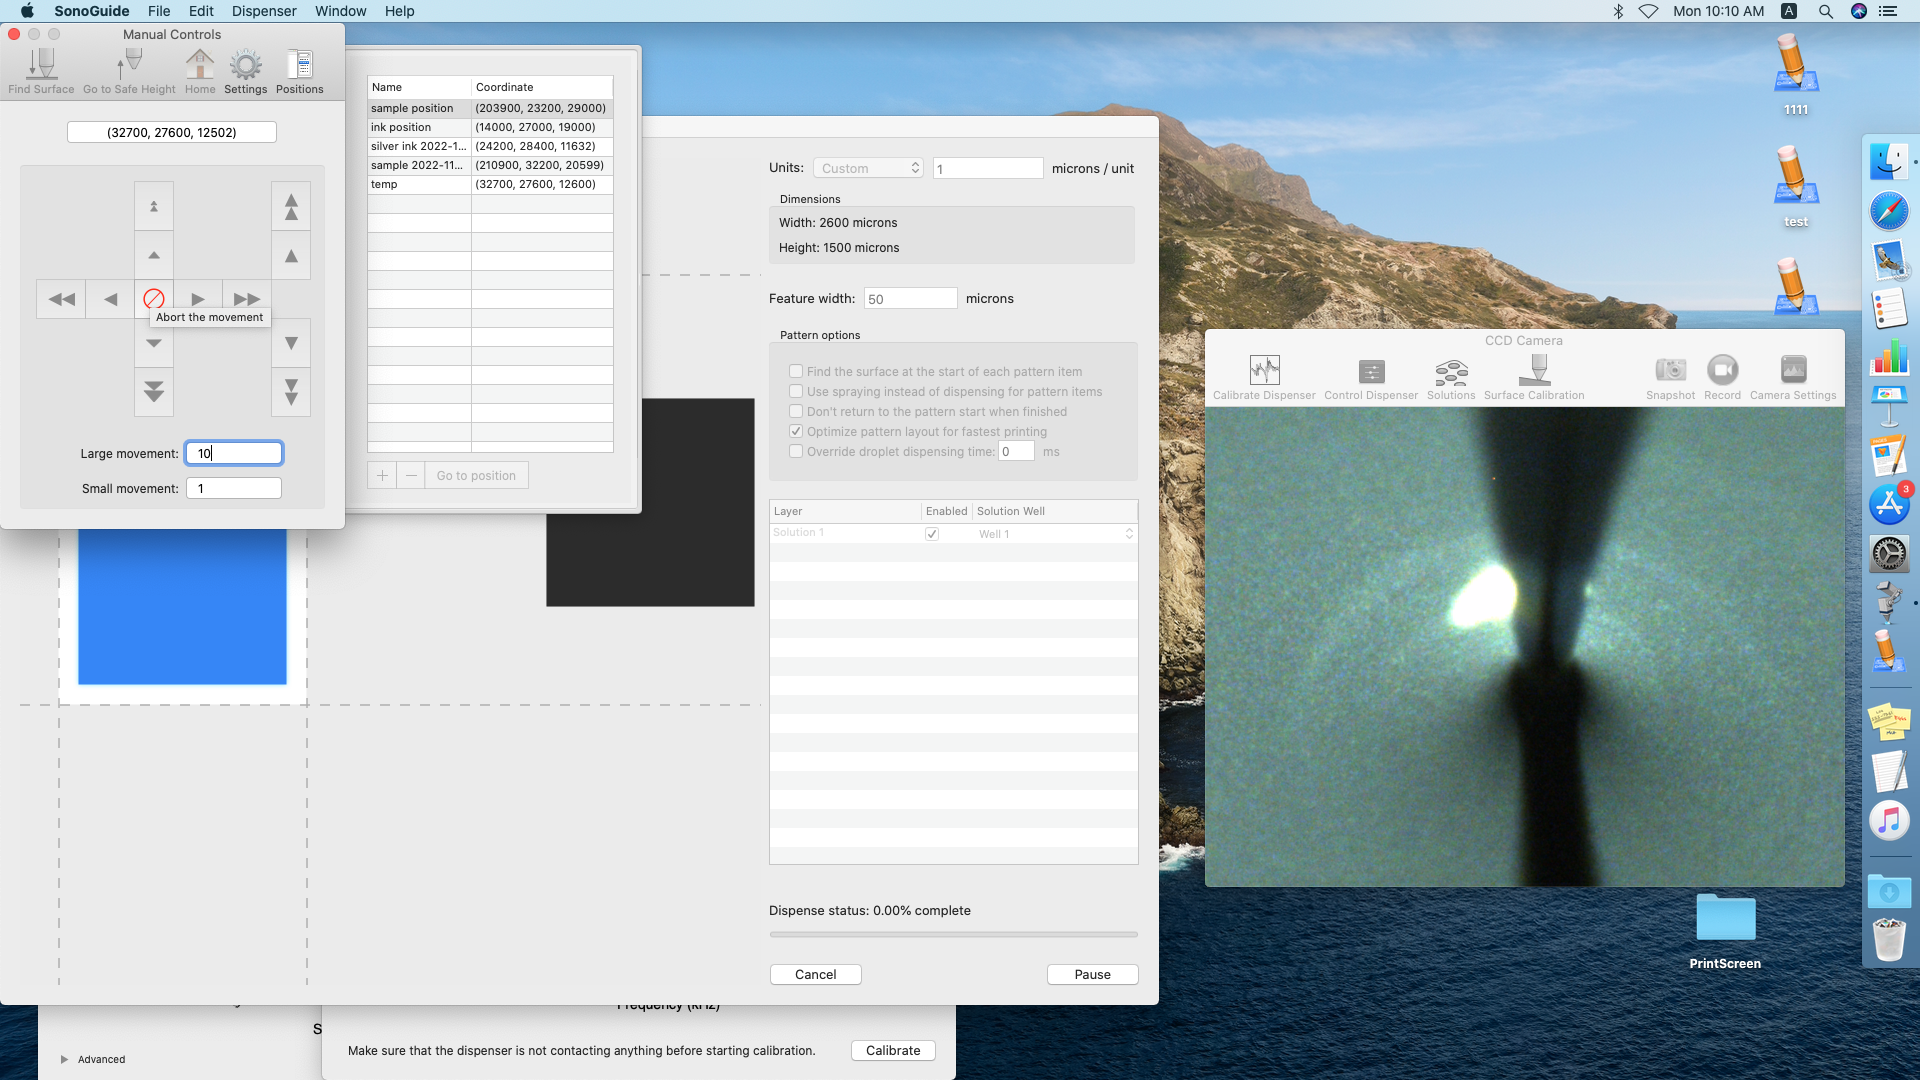 SonoGuide File Edit Dispenser Window Help
Mon 10:10 AM A
Manual Controls
Find Surface Go to Safe Height Home Settings Positions
(32700, 27600, 12502)
Abort the movement
Large movement: 10
Small movement: 1
Name Coordinate
sample position (203900, 23200, 29000)
ink position (14000, 27000, 19000)
silver ink 2022-1... (24200, 28400, 11632)
sample 2022-11... (210900, 32200, 20599)
temp (32700, 27600, 12600)
+ − Go to position
Units: Custom 1 microns / unit
Dimensions
Width: 2600 microns
Height: 1500 microns
Feature width: 50 microns
Pattern options
Find the surface at the start of each pattern item
Use spraying instead of dispensing for pattern items
Don't return to the pattern start when finished
Optimize pattern layout for fastest printing
Override droplet dispensing time: 0 ms
Layer Enabled Solution Well
Solution 1 Well 1
Dispense status: 0.00% complete
Cancel Pause
Frequency (kHz)
S
Advanced
Make sure that the dispenser is not contacting anything before starting calibration. Calibrate
CCD Camera
Calibrate Dispenser Control Dispenser Solutions Surface Calibration Snapshot Record Camera Settings
1111
test
PrintScreen
3